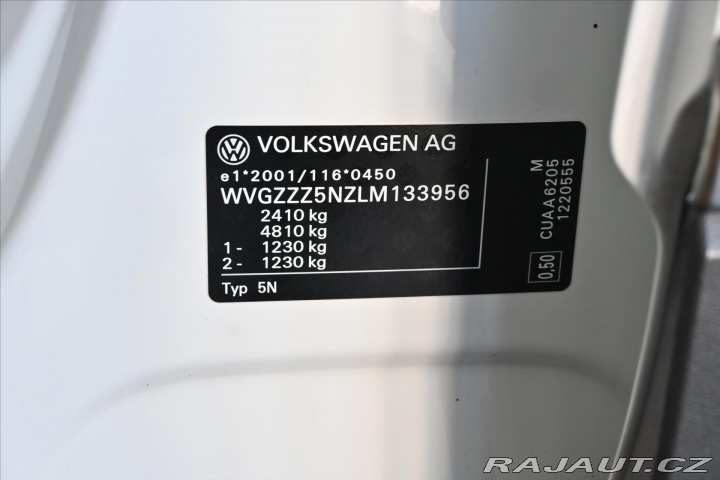 VOLKSWAGEN AG
e1*2001/116*0450
WVGZZZ5NZLM133956
2410 kg
4810 kg
1 - 1230 kg
2 - 1230 kg
Typ 5N
0,50
CUAA6205
M
1220555
RAJAUT.CZ